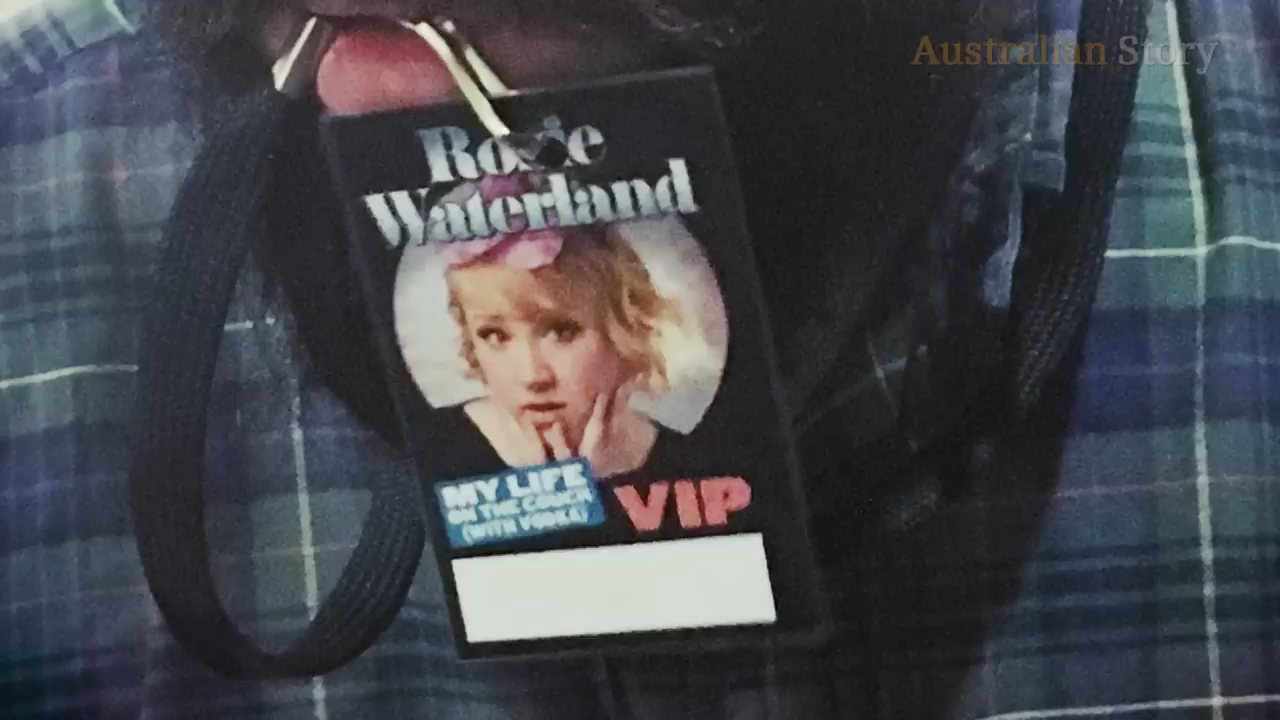 Australian Story
Rosie
Waterland
MY LIFE
ON THE COUCH
(WITH VODKA)
VIP